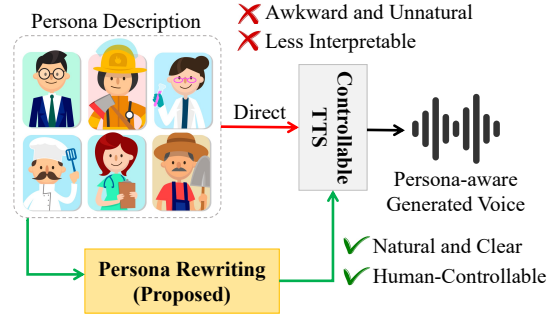 Persona Description
Awkward and Unnatural
Less Interpretable
Direct
Controllable
TTS
Persona-aware
Generated Voice
Persona Rewriting
(Proposed)
Natural and Clear
Human-Controllable